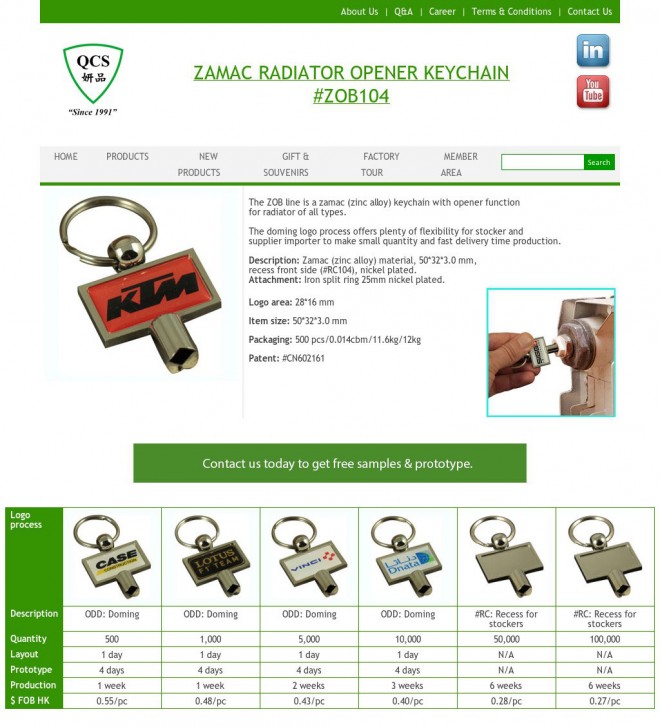 About Us | Q&A | Career | Terms & Conditions | Contact Us
QCS
妍品
“Since 1991”
ZAMAC RADIATOR OPENER KEYCHAIN
#ZOB104
in
You
Tube
HOME PRODUCTS NEW PRODUCTS GIFT & SOUVENIRS FACTORY TOUR MEMBER AREA Search
KTM
The ZOB line is a zamac (zinc alloy) keychain with opener function
for radiator of all types.
The doming logo process offers plenty of flexibility for stocker and
supplier importer to make small quantity and fast delivery time production.
Description: Zamac (zinc alloy) material, 50*32*3.0 mm,
recess front side (#RC104), nickel plated.
Attachment: Iron split ring 25mm nickel plated.
Logo area: 28*16 mm
Item size: 50*32*3.0 mm
Packaging: 500 pcs/0.014cbm/11.6kg/12kg
Patent: #CN602161
Contact us today to get free samples & prototype.
Logo process
CASE
CONSTRUCTION
LOTUS
F1 TEAM
VINCI
دناتا
Dnata
Description ODD: Doming ODD: Doming ODD: Doming ODD: Doming #RC: Recess for stockers #RC: Recess for stockers
Quantity 500 1,000 5,000 10,000 50,000 100,000
Layout 1 day 1 day 1 day 1 day N/A N/A
Prototype 4 days 4 days 4 days 4 days N/A N/A
Production 1 week 1 week 2 weeks 3 weeks 6 weeks 6 weeks
$ FOB HK 0.55/pc 0.48/pc 0.43/pc 0.40/pc 0.28/pc 0.27/pc